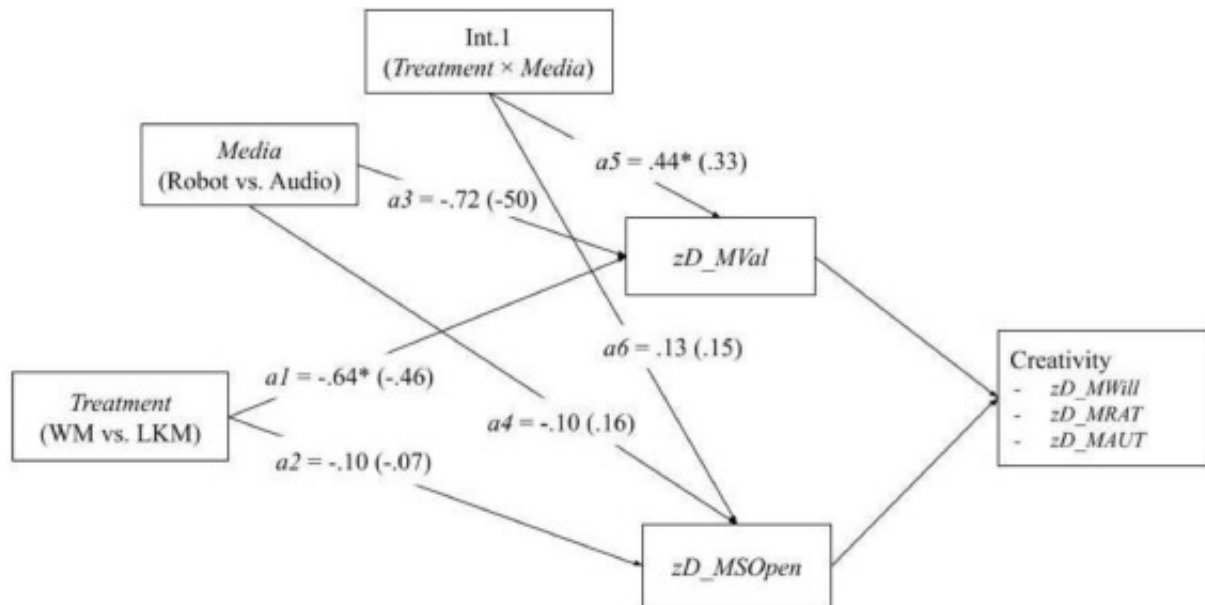 Int.1
(Treatment × Media)
Media
(Robot vs. Audio)
a5 = .44* (.33)
a3 = -.72 (-50)
zD_MVal
a6 = .13 (.15)
a1 = -.64* (-.46)
Treatment
(WM vs. LKM)
a4 = -.10 (.16)
a2 = -.10 (-.07)
Creativity
- zD_MWill
- zD_MRAT
- zD_MAUT
zD_MSOpen